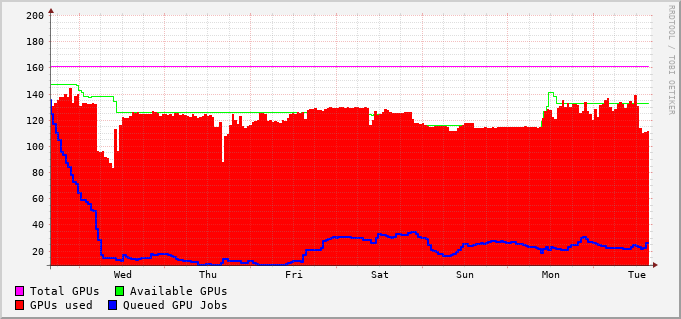 200
180
160
140
120
100
80
60
40
20
Wed Thu Fri Sat Sun Mon Tue
Total GPUs Available GPUs
GPUs used Queued GPU Jobs
RRDTOOL / TOBI OETIKER